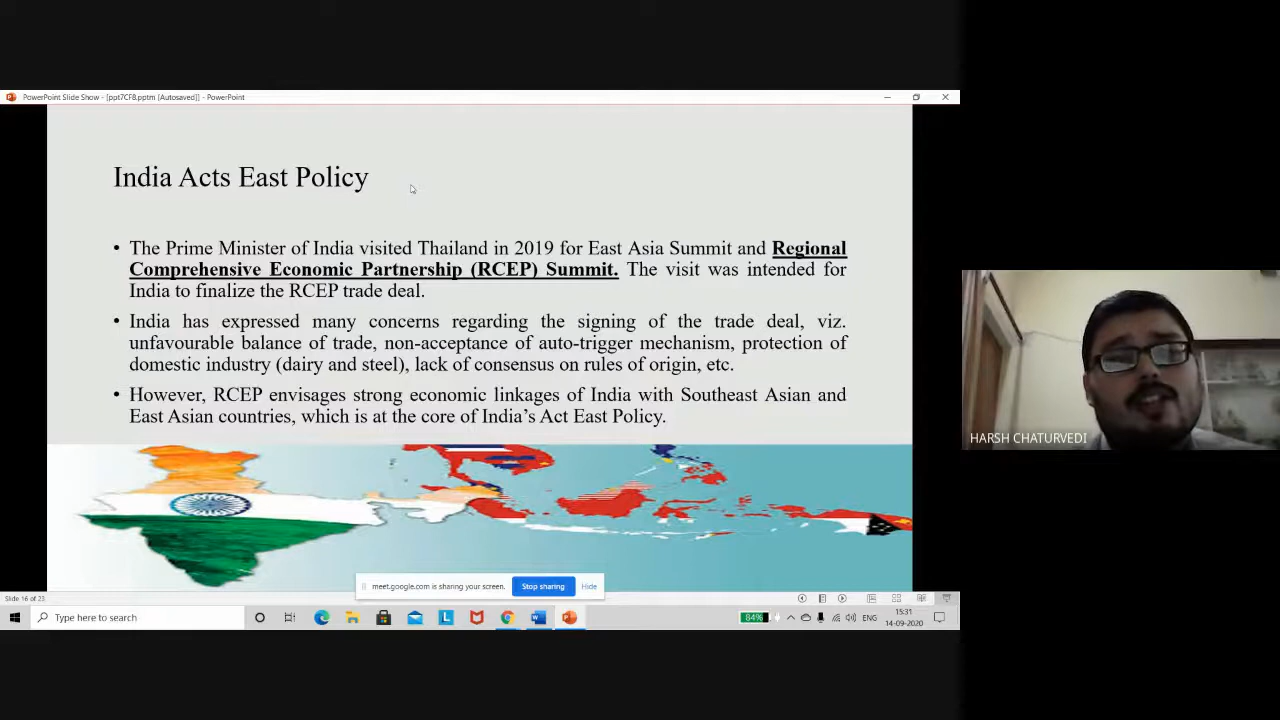 PowerPoint Slide Show - [ppt7CF8.pptm [Autosaved]] - PowerPoint
India Acts East Policy
• The Prime Minister of India visited Thailand in 2019 for East Asia Summit and Regional
Comprehensive Economic Partnership (RCEP) Summit. The visit was intended for
India to finalize the RCEP trade deal.
• India has expressed many concerns regarding the signing of the trade deal, viz.
unfavourable balance of trade, non-acceptance of auto-trigger mechanism, protection of
domestic industry (dairy and steel), lack of consensus on rules of origin, etc.
• However, RCEP envisages strong economic linkages of India with Southeast Asian and
East Asian countries, which is at the core of India’s Act East Policy.
HARSH CHATURVEDI
meet.google.com is sharing your screen. Stop sharing Hide
Slide 16 of 23
Type here to search
84%
ENG
15:31
14-09-2020